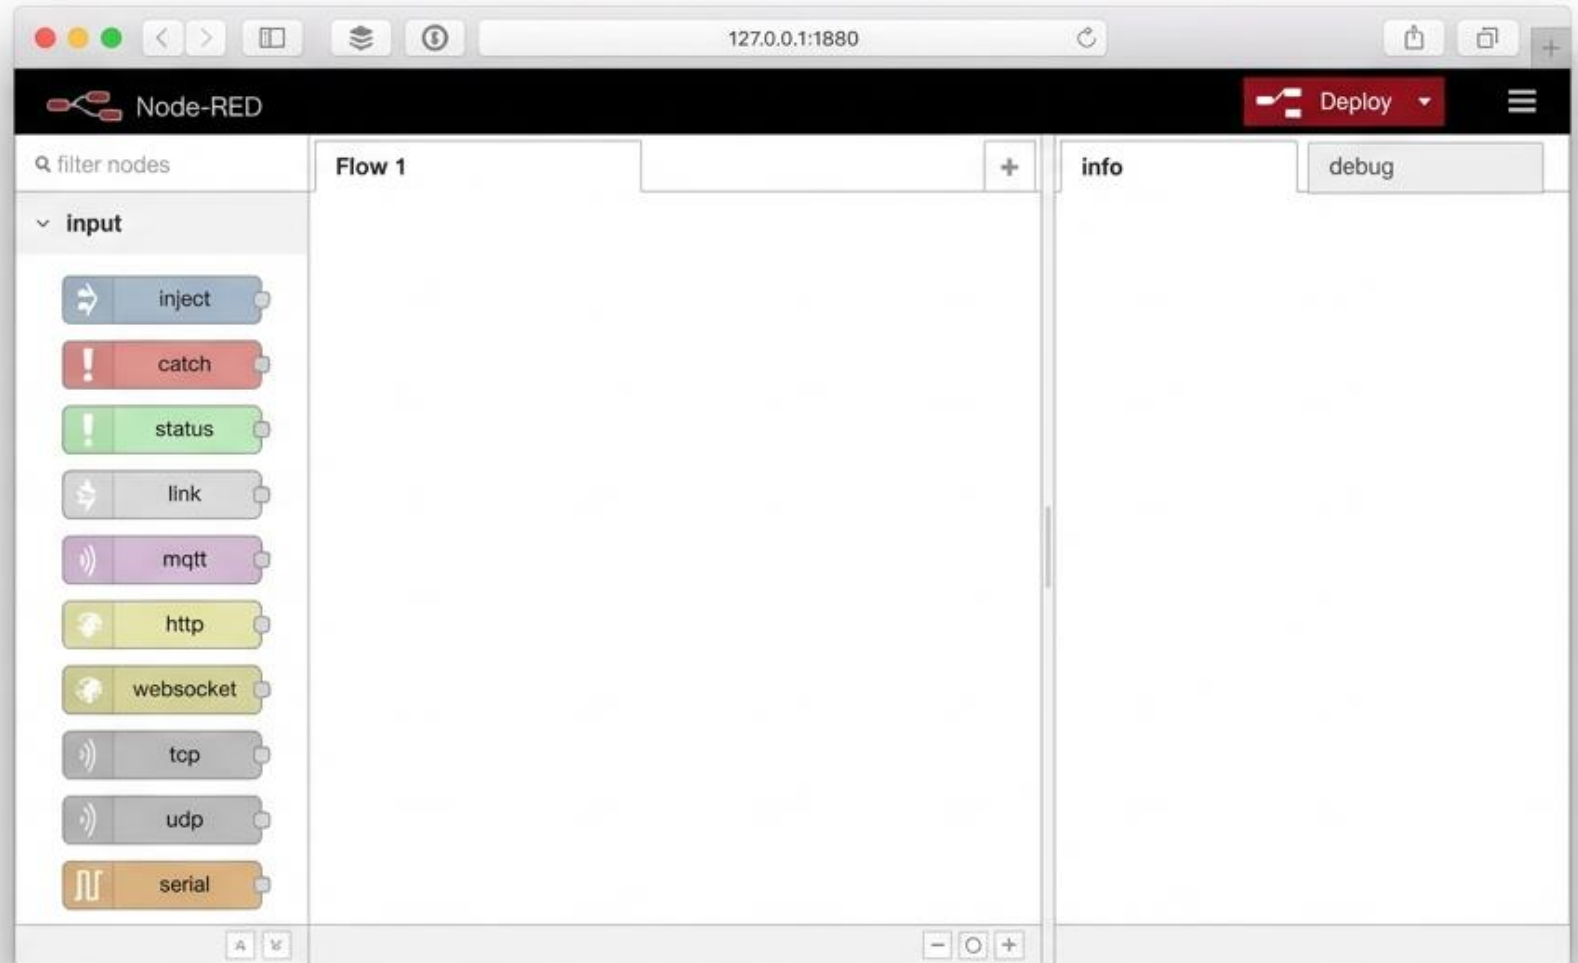 127.0.0.1:1880
Node-RED
Deploy
filter nodes
Flow 1
info
debug
input
inject
catch
status
link
mqtt
http
websocket
tcp
udp
serial